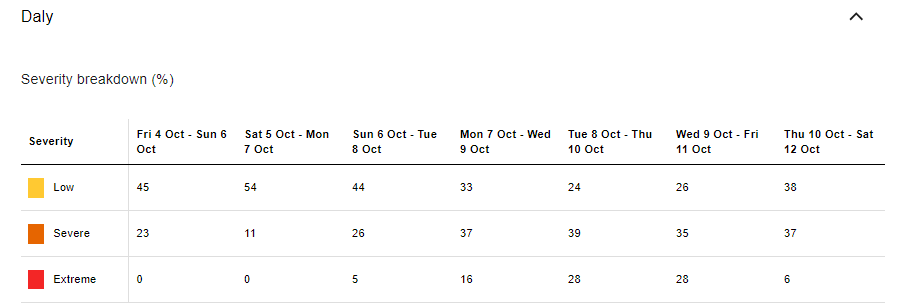 Daly
Severity breakdown (%)
Severity Fri 4 Oct - Sun 6 Oct Sat 5 Oct - Mon 7 Oct Sun 6 Oct - Tue 8 Oct Mon 7 Oct - Wed 9 Oct Tue 8 Oct - Thu 10 Oct Wed 9 Oct - Fri 11 Oct Thu 10 Oct - Sat 12 Oct
Low 45 54 44 33 24 26 38
Severe 23 11 26 37 39 35 37
Extreme 0 0 5 16 28 28 6